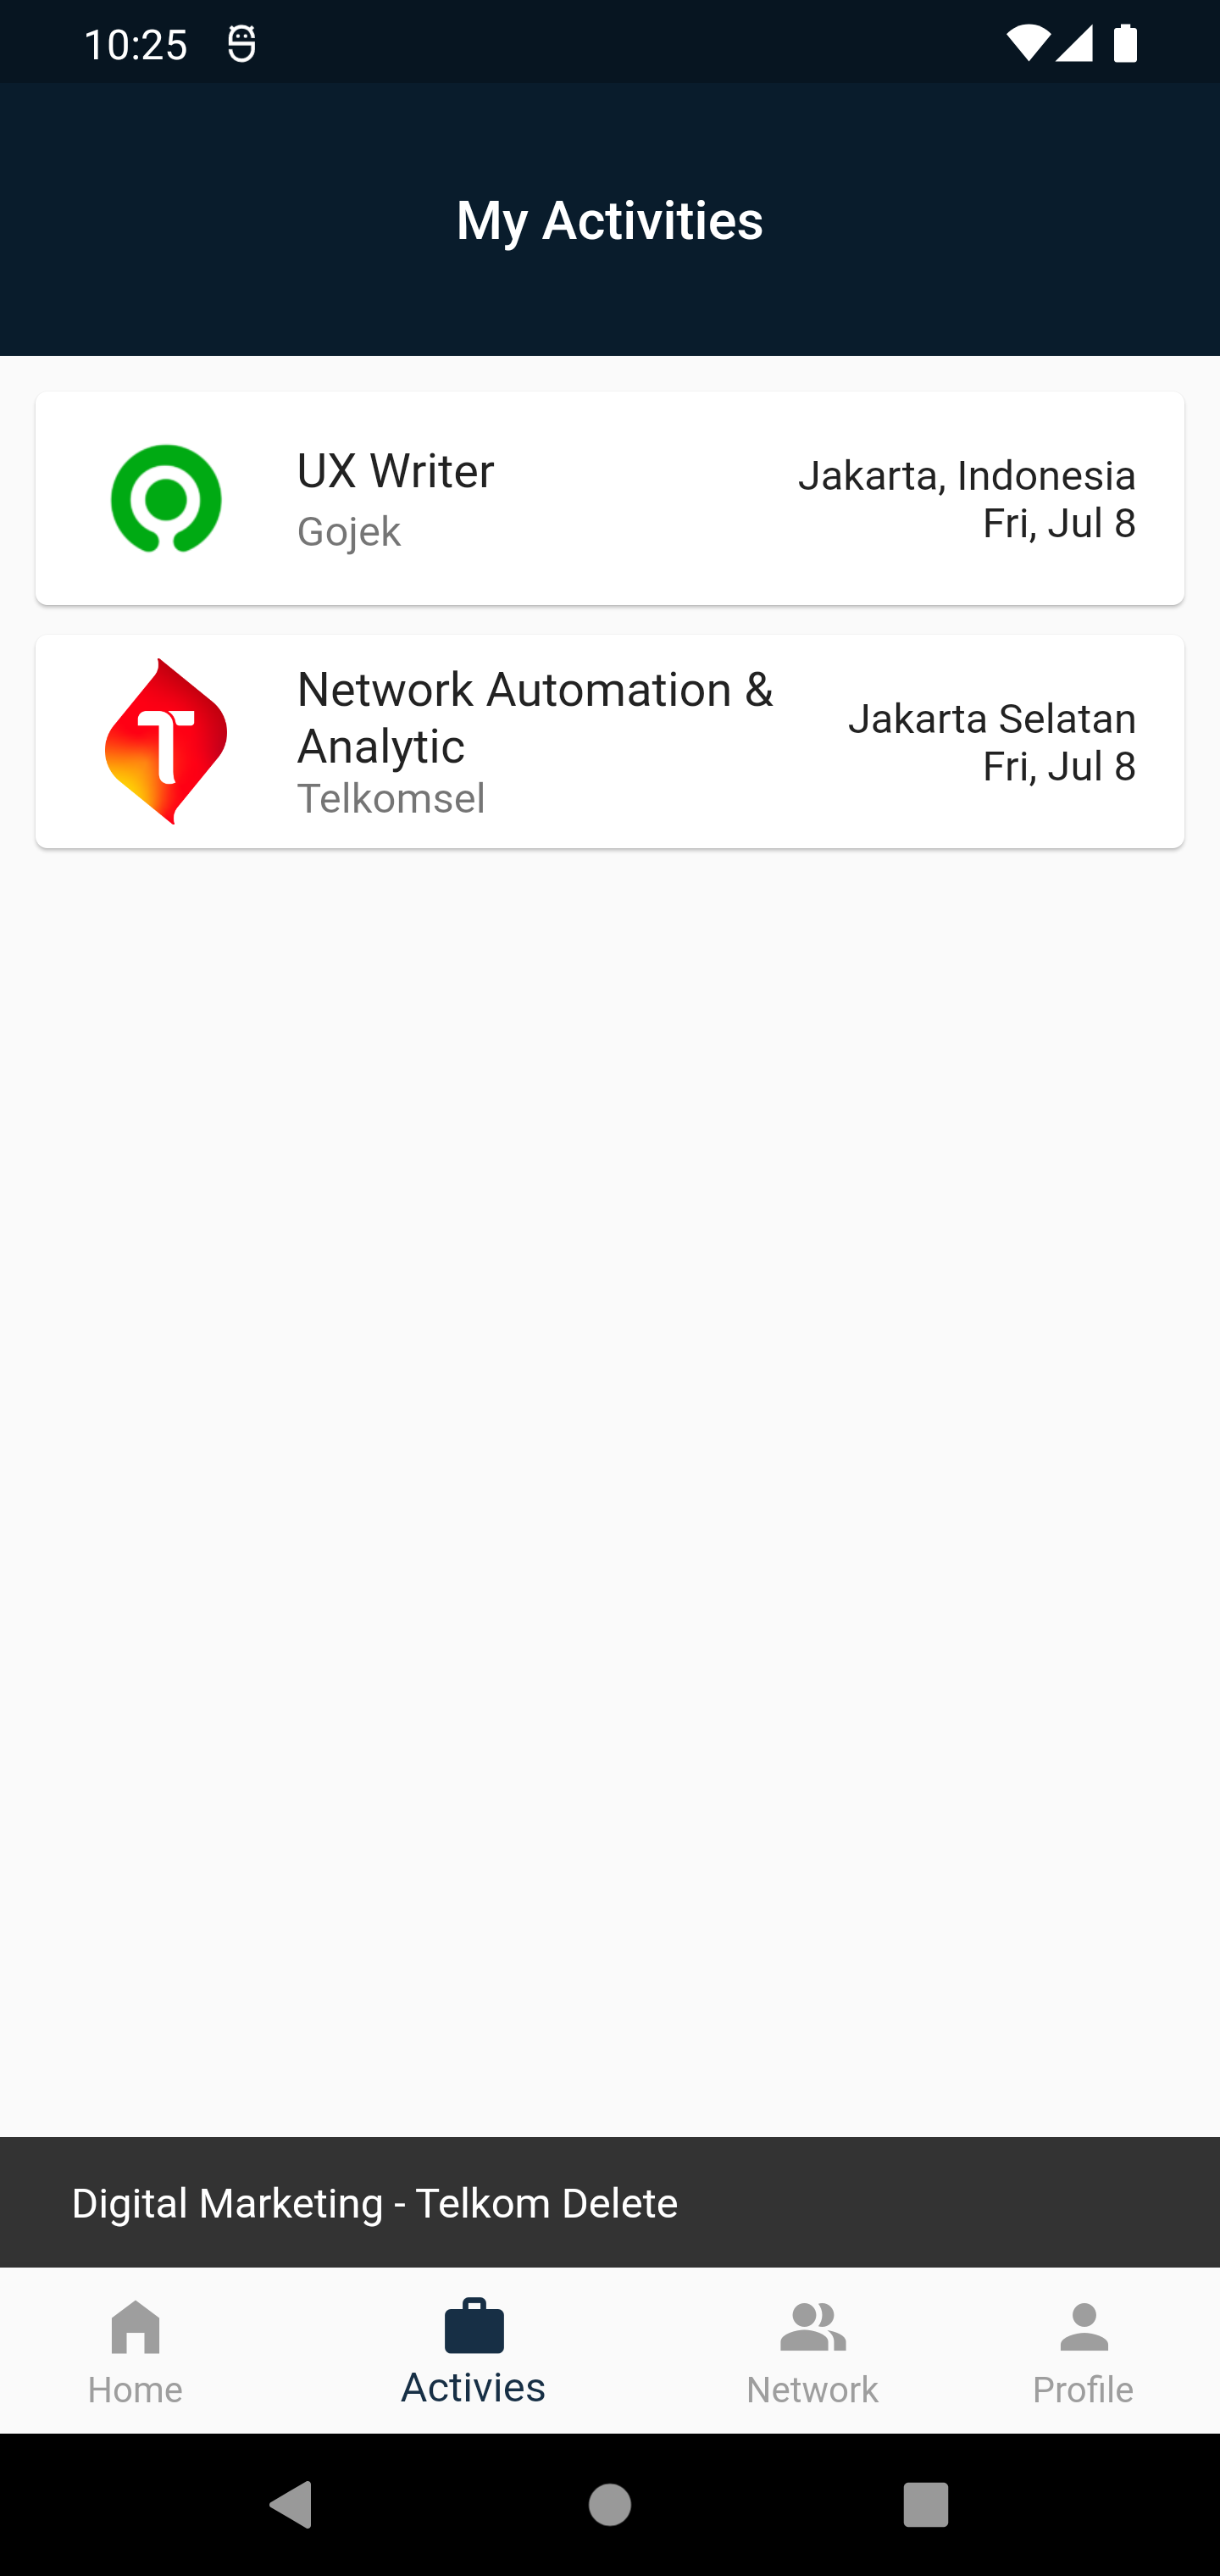 10:25
My Activities
UX Writer
Gojek
Jakarta, Indonesia
Fri, Jul 8
T
Network Automation &
Analytic
Telkomsel
Jakarta Selatan
Fri, Jul 8
Digital Marketing - Telkom Delete
Home
Activies
Network
Profile